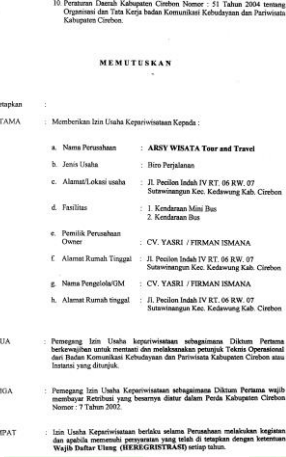 10. Peraturan Daerah Kabupaten Cirebon Nomor : 51 Tahun 2004 tentang
Organisasi dan Tata Kerja badan Komunikasi Kebudayaan dan Pariwisata
Kabupaten Cirebon.
MEMUTUSKAN
etapkan :
TAMA : Memberikan Izin Usaha Kepariwisataan Kepada :
a. Nama Perusahaan : ARSY WISATA Tour and Travel
b. Jenis Usaha : Biro Perjalanan
c. Alamat/Lokasi usaha : Jl. Pecilon Indah IV RT. 06 RW. 07
Sutawinangun Kec. Kedawung Kab. Cirebon
d. Fasilitas : 1. Kendaraan Mini Bus
2. Kendaraan Bus
e. Pemilik Perusahaan
Owner : CV. YASRI / FIRMAN ISMANA
f. Alamat Rumah Tinggal : Jl. Pecilon Indah IV RT. 06 RW. 07
Sutawinangun Kec. Kedawung Kab. Cirebon
g. Nama Pengelola/GM : CV. YASRI / FIRMAN ISMANA
h. Alamat Rumah tinggal : Jl. Pecilon Indah IV RT. 06 RW. 07
Sutawinangun Kec. Kedawung Kab. Cirebon
UA : Pemegang Izin Usaha kepariwisataan sebagaimana Diktum Pertama
berkewajiban untuk mentaati dan melaksanakan petunjuk Teknis Operasional
dari Badan Komunikasi Kebudayaan dan Pariwisata Kabupaten Cirebon atau
Instansi yang ditunjuk.
IGA : Pemegang Izin Usaha Kepariwisataan sebagaimana Diktum Pertama wajib
membayar Retribusi yang besarnya diatur dalam Perda Kabupaten Cirebon
Nomor : 7 Tahun 2002.
MPAT : Izin Usaha Kepariwisataan berlaku selama Perusahaan melakukan kegiatan
dan apabila memenuhi persyaratan yang telah di tetapkan dengan ketentuan
Wajib Daftar Ulang (HEREGRISTRASI) setiap tahun.